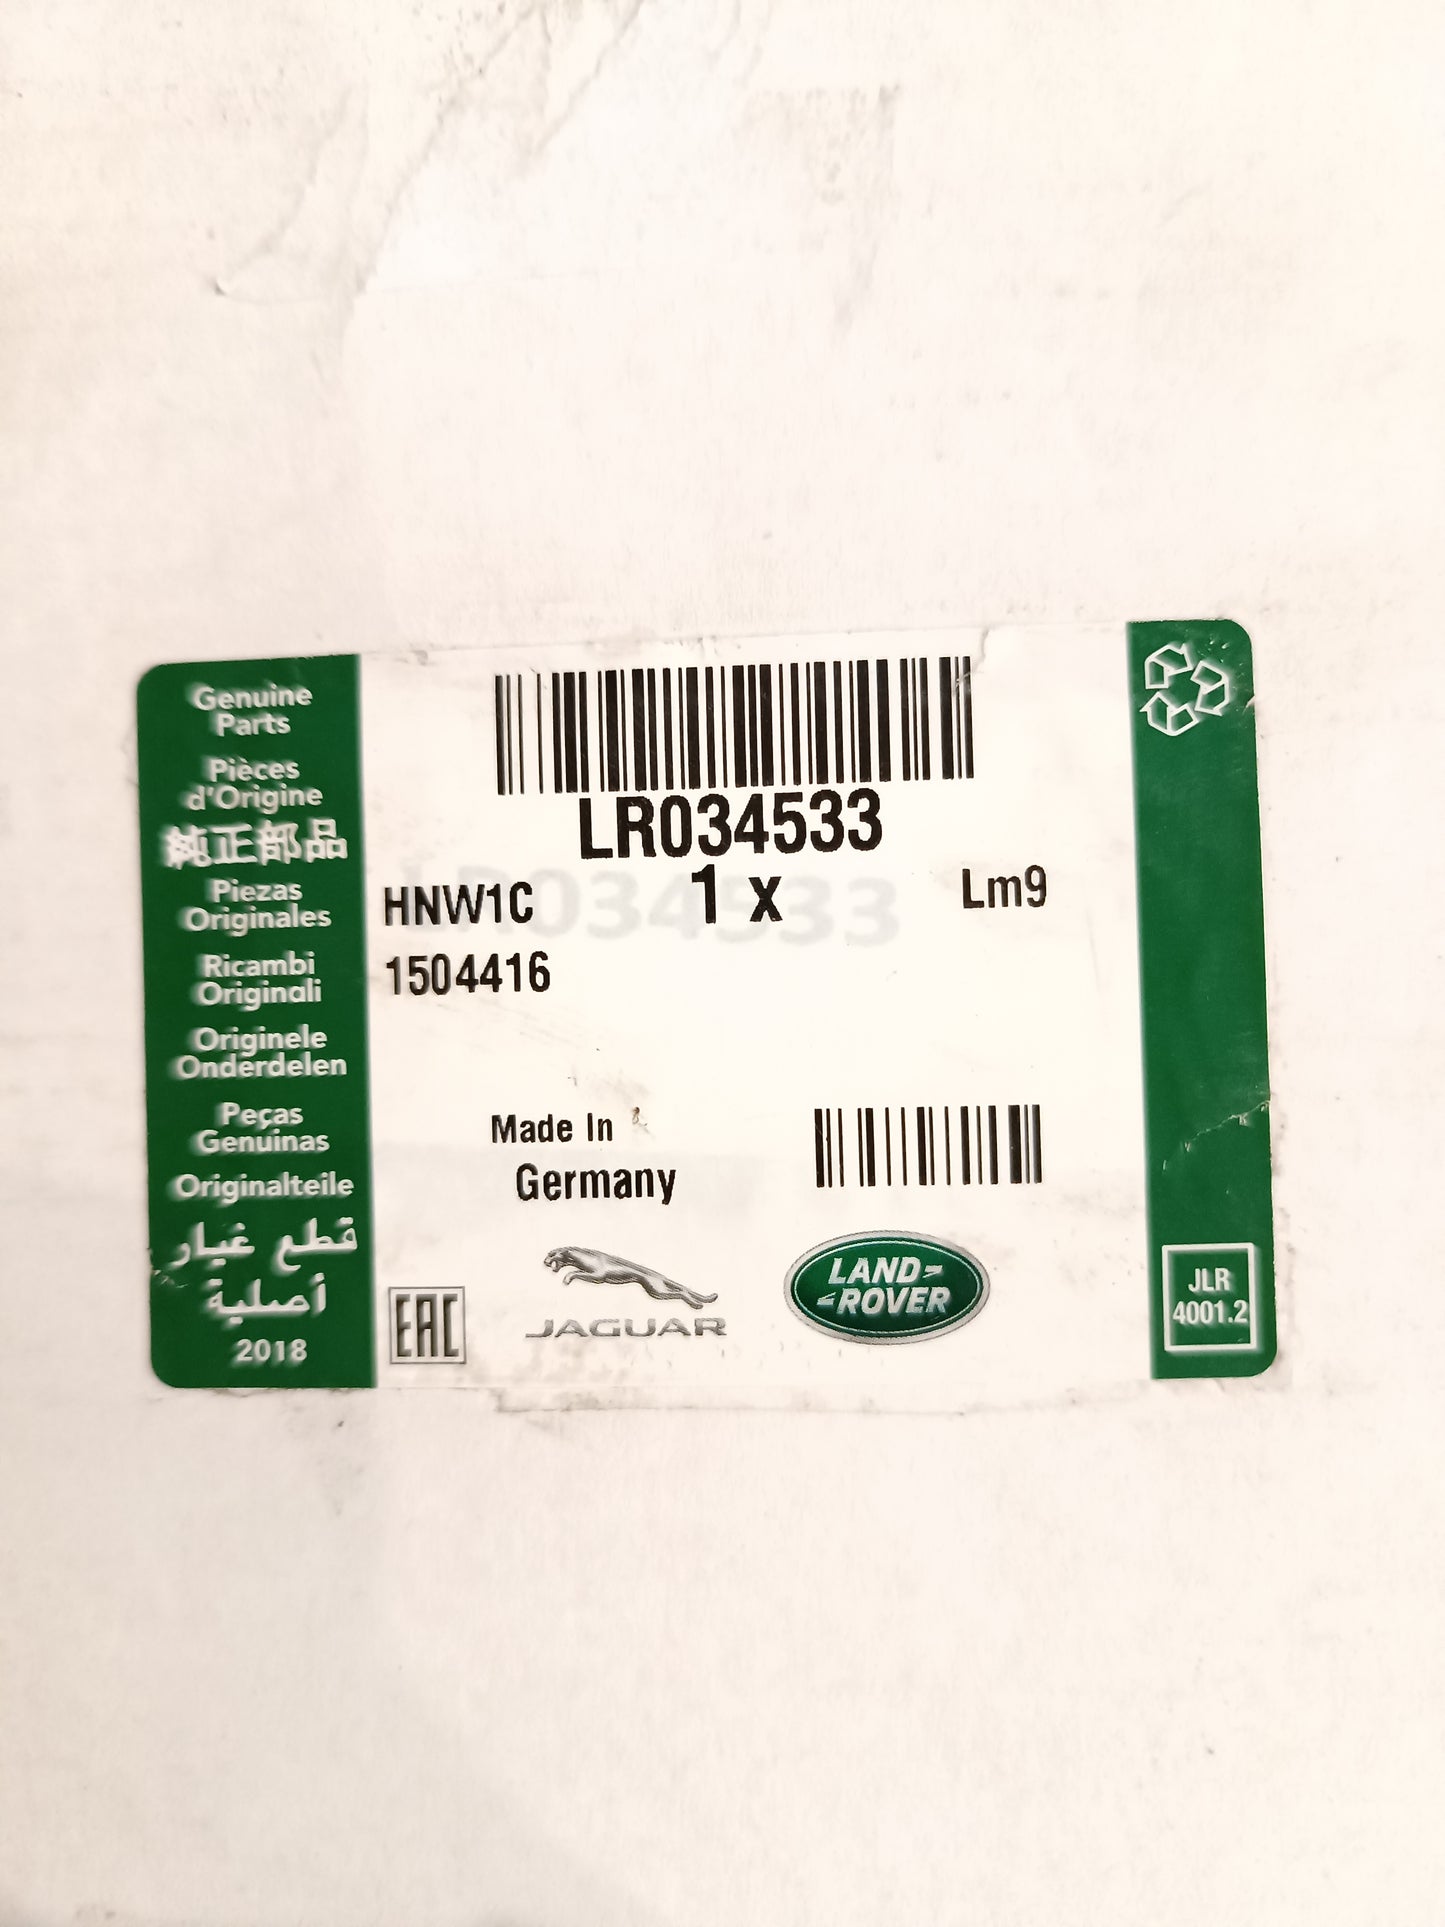 Genuine
Parts
Pièces
d'Origine
純正部品
Piezas
Originales
Ricambi
Originali
Originele
Onderdelen
Peças
Genuinas
Originalteile
قطع غيار
أصلية
2018
LR034533
HNW1C
1 x
Lm9
LR034533
1504416
Made In
Germany
EAC
JAGUAR
LAND
ROVER
JLR
4001.2